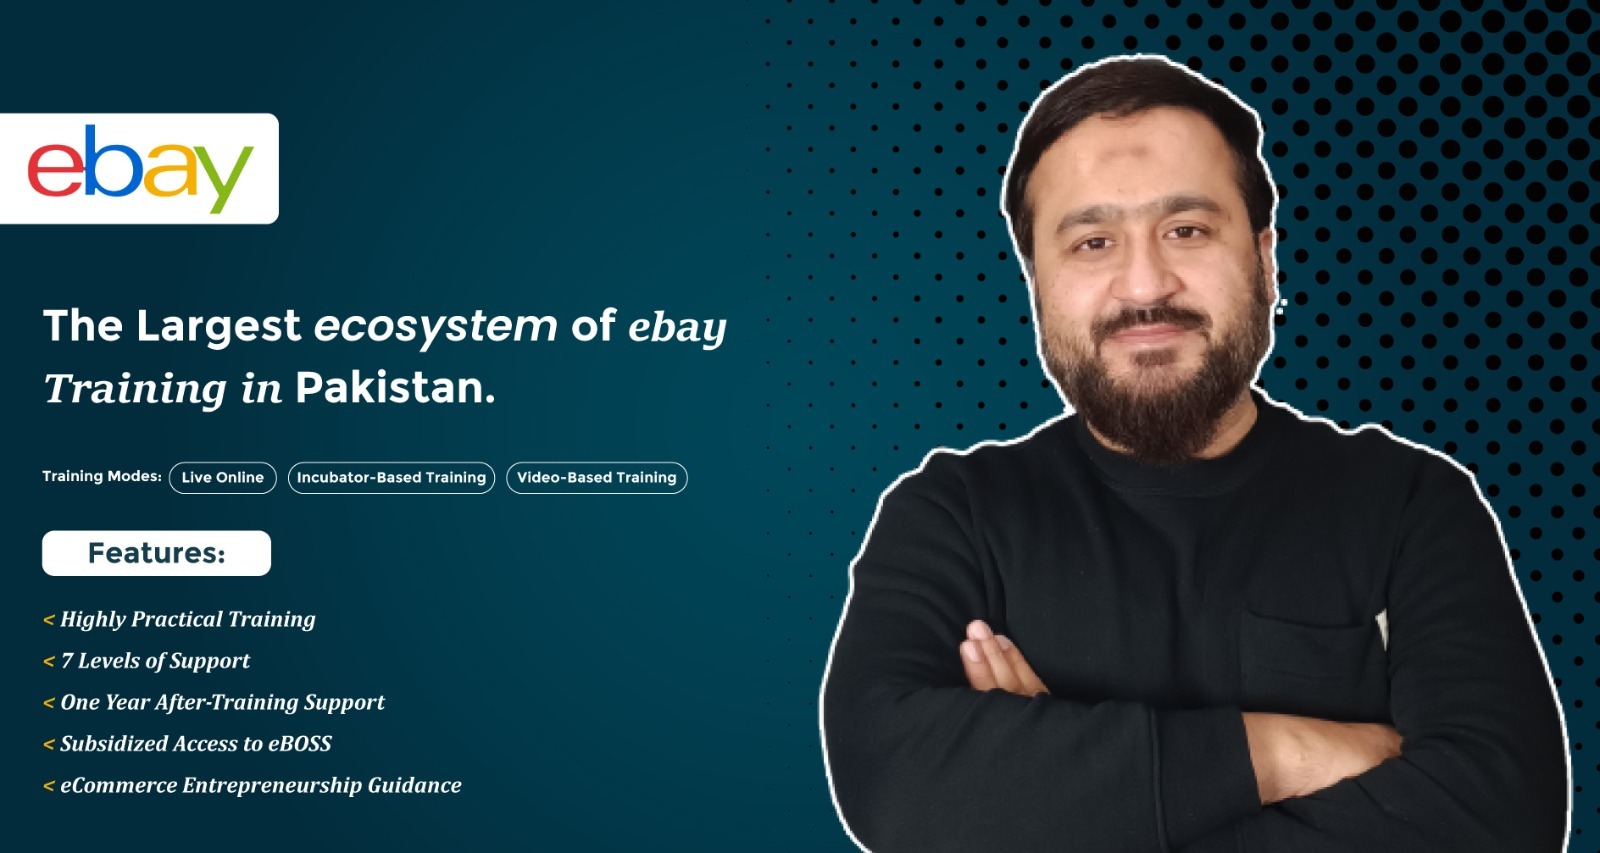 ebay
The Largest ecosystem of ebay
Training in Pakistan.
Training Modes: Live Online Incubator-Based Training Video-Based Training
Features:
< Highly Practical Training
< 7 Levels of Support
< One Year After-Training Support
< Subsidized Access to eBOSS
< eCommerce Entrepreneurship Guidance